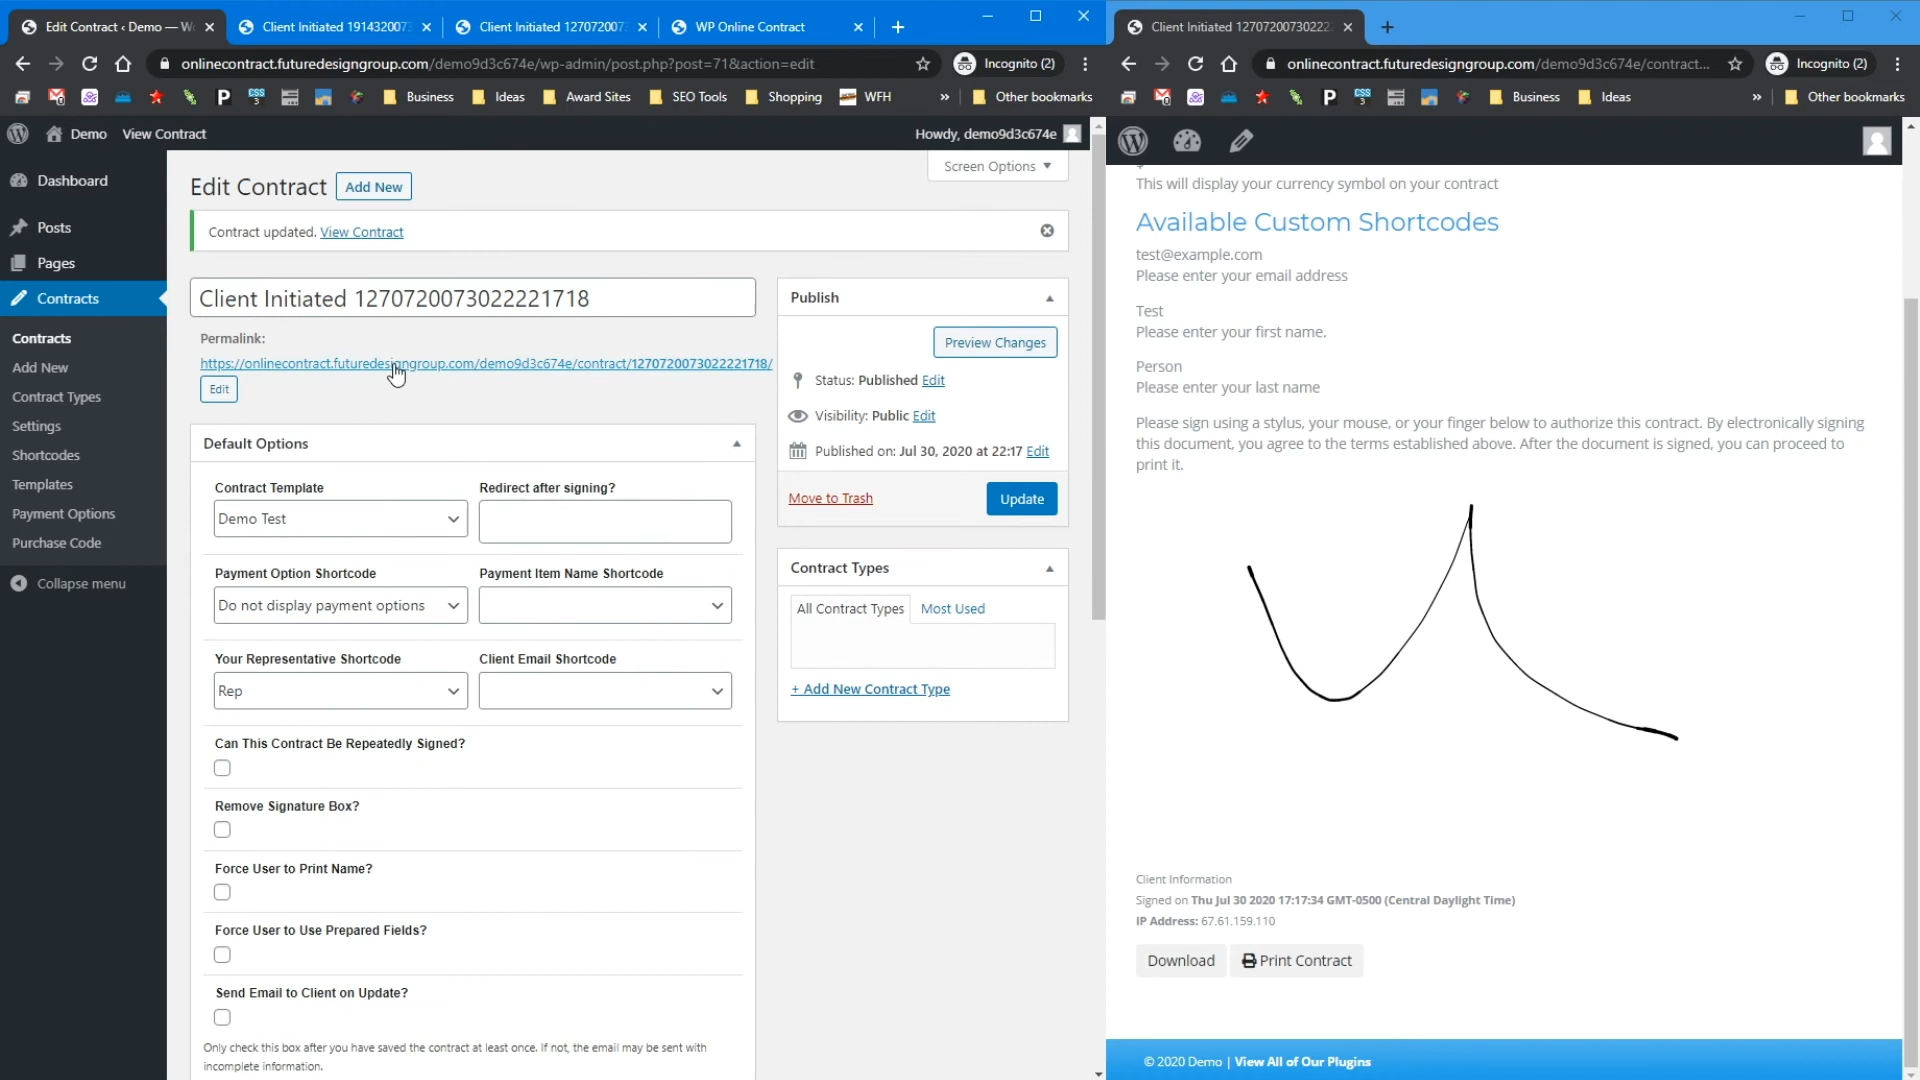 Edit Contract ‹ Demo — W
Client Initiated 1914320073
Client Initiated 127072007
WP Online Contract
onlinecontract.futuredesigngroup.com/demo9d3c674e/wp-admin/post.php?post=71&action=edit
Incognito (2)
Business
Ideas
Award Sites
SEO Tools
Shopping
WFH
»
Other bookmarks
Demo
View Contract
Howdy, demo9d3c674e
Dashboard
Posts
Pages
Contracts
Contracts
Add New
Contract Types
Settings
Shortcodes
Templates
Payment Options
Purchase Code
Collapse menu
Screen Options
Edit Contract
Add New
Contract updated. View Contract
Client Initiated 1270720073022221718
Permalink:
https://onlinecontract.futuredesigngroup.com/demo9d3c674e/contract/1270720073022221718/
Edit
Default Options
Contract Template
Redirect after signing?
Demo Test
Payment Option Shortcode
Payment Item Name Shortcode
Do not display payment options
Your Representative Shortcode
Client Email Shortcode
Rep
Can This Contract Be Repeatedly Signed?
Remove Signature Box?
Force User to Print Name?
Force User to Use Prepared Fields?
Send Email to Client on Update?
Only check this box after you have saved the contract at least once. If not, the email may be sent with
incomplete information.
Publish
Preview Changes
Status: Published Edit
Visibility: Public Edit
Published on: Jul 30, 2020 at 22:17 Edit
Move to Trash
Update
Contract Types
All Contract Types
Most Used
+ Add New Contract Type
Client Initiated 12707200730222
onlinecontract.futuredesigngroup.com/demo9d3c674e/contract...
Incognito (2)
Business
Ideas
»
Other bookmarks
This will display your currency symbol on your contract
Available Custom Shortcodes
test@example.com
Please enter your email address
Test
Please enter your first name.
Person
Please enter your last name
Please sign using a stylus, your mouse, or your finger below to authorize this contract. By electronically signing
this document, you agree to the terms established above. After the document is signed, you can proceed to
print it.
Client Information
Signed on Thu Jul 30 2020 17:17:34 GMT-0500 (Central Daylight Time)
IP Address: 67.61.159.110
Download
Print Contract
© 2020 Demo | View All of Our Plugins